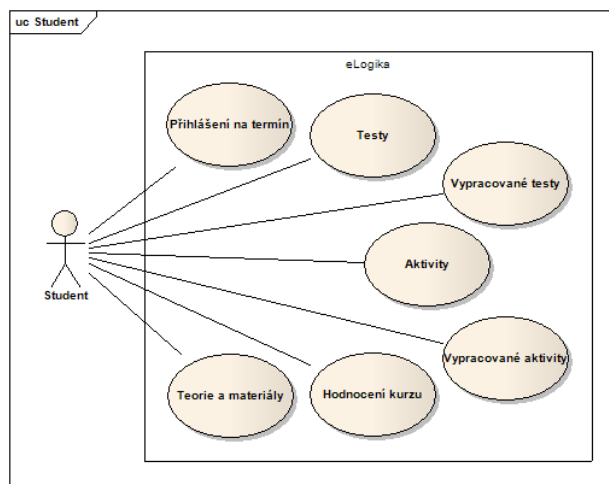 uc Student
eLogika
Přihlášení na termín
Testy
Vypracované testy
Aktivity
Student
Vypracované aktivity
Teorie a materiály
Hodnocení kurzu